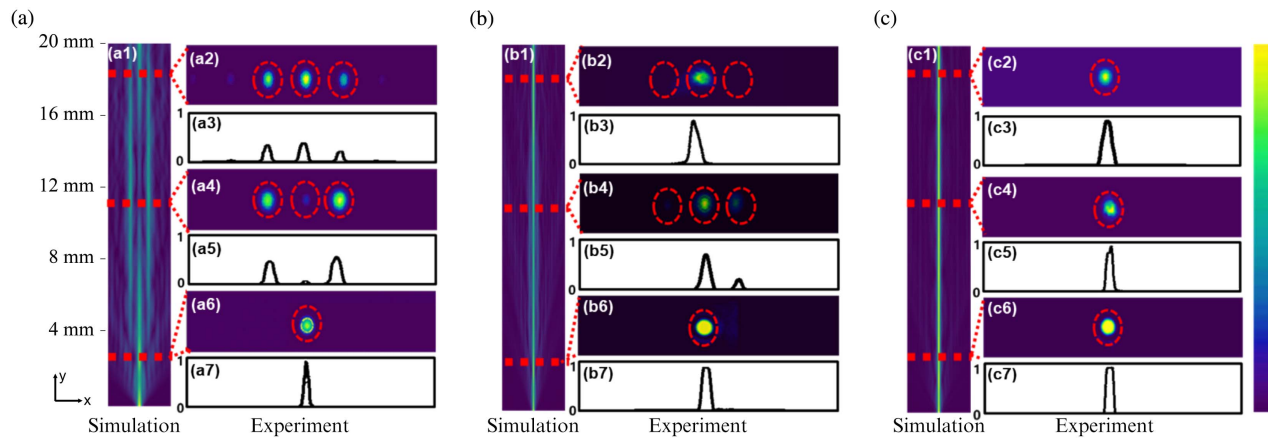 (a)
(b)
(c)
20 mm
16 mm
12 mm
8 mm
4 mm
(a1)
(a2)
1
(a3)
0
(a4)
1
(a5)
0
(a6)
1
(a7)
0
y
x
Simulation
Experiment
(b1)
(b2)
1
(b3)
0
(b4)
1
(b5)
0
(b6)
1
(b7)
0
Simulation
Experiment
(c1)
(c2)
1
(c3)
0
(c4)
1
(c5)
0
(c6)
1
(c7)
0
Simulation
Experiment